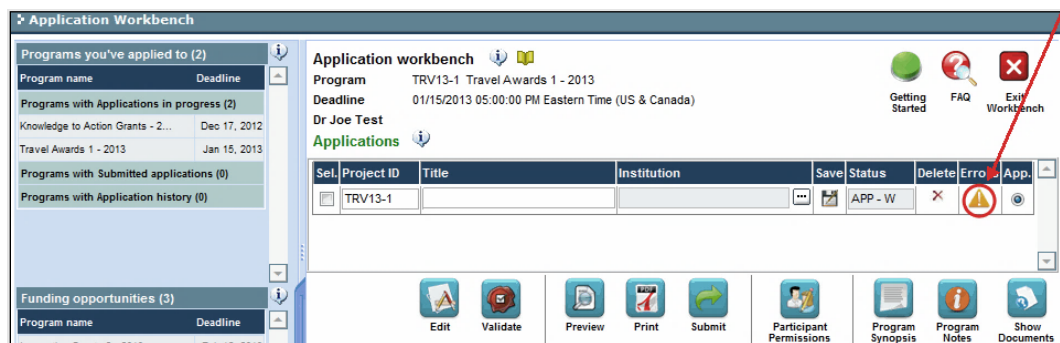 Application Workbench
Programs you've applied to (2)
Program name Deadline
Programs with Applications in progress (2)
Knowledge to Action Grants - 2... Dec 17, 2012
Travel Awards 1 - 2013 Jan 15, 2013
Programs with Submitted applications (0)
Programs with Application history (0)
Funding opportunities (3)
Program name Deadline
Application workbench
Program TRV13-1 Travel Awards 1 - 2013
Deadline 01/15/2013 05:00:00 PM Eastern Time (US & Canada)
Dr Joe Test
Applications
Getting Started
FAQ
Exit Workbench
Sel. Project ID Title Institution Save Status Delete Errors App.
TRV13-1 ... APP - W
Edit Validate Preview Print Submit Participant Permissions Program Synopsis Program Notes Show Documents